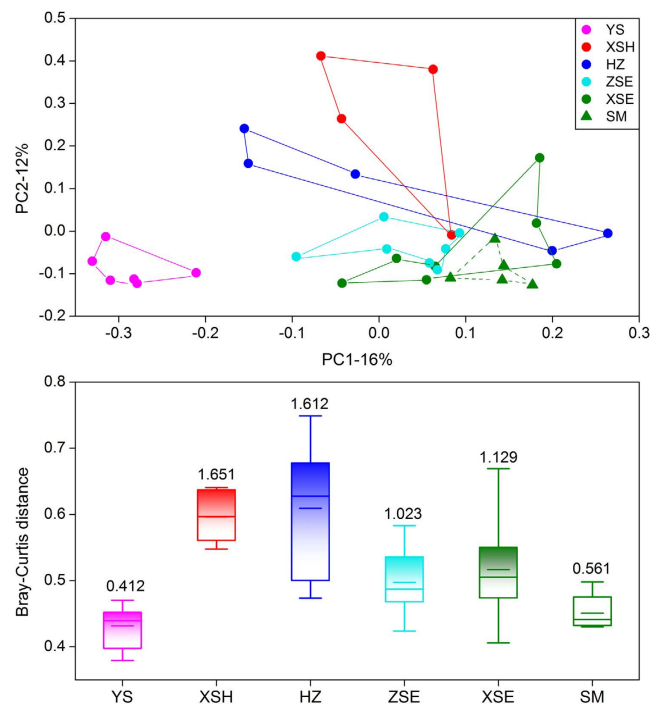 0.5
0.4
0.3
0.2
0.1
0.0
-0.1
-0.2
PC2-12%
YS
XSH
HZ
ZSE
XSE
SM
-0.3 -0.2 -0.1 0.0 0.1 0.2 0.3
PC1-16%
0.8
0.7
0.6
0.5
0.4
Bray-Curtis distance
0.412
1.651
1.612
1.023
1.129
0.561
YS XSH HZ ZSE XSE SM